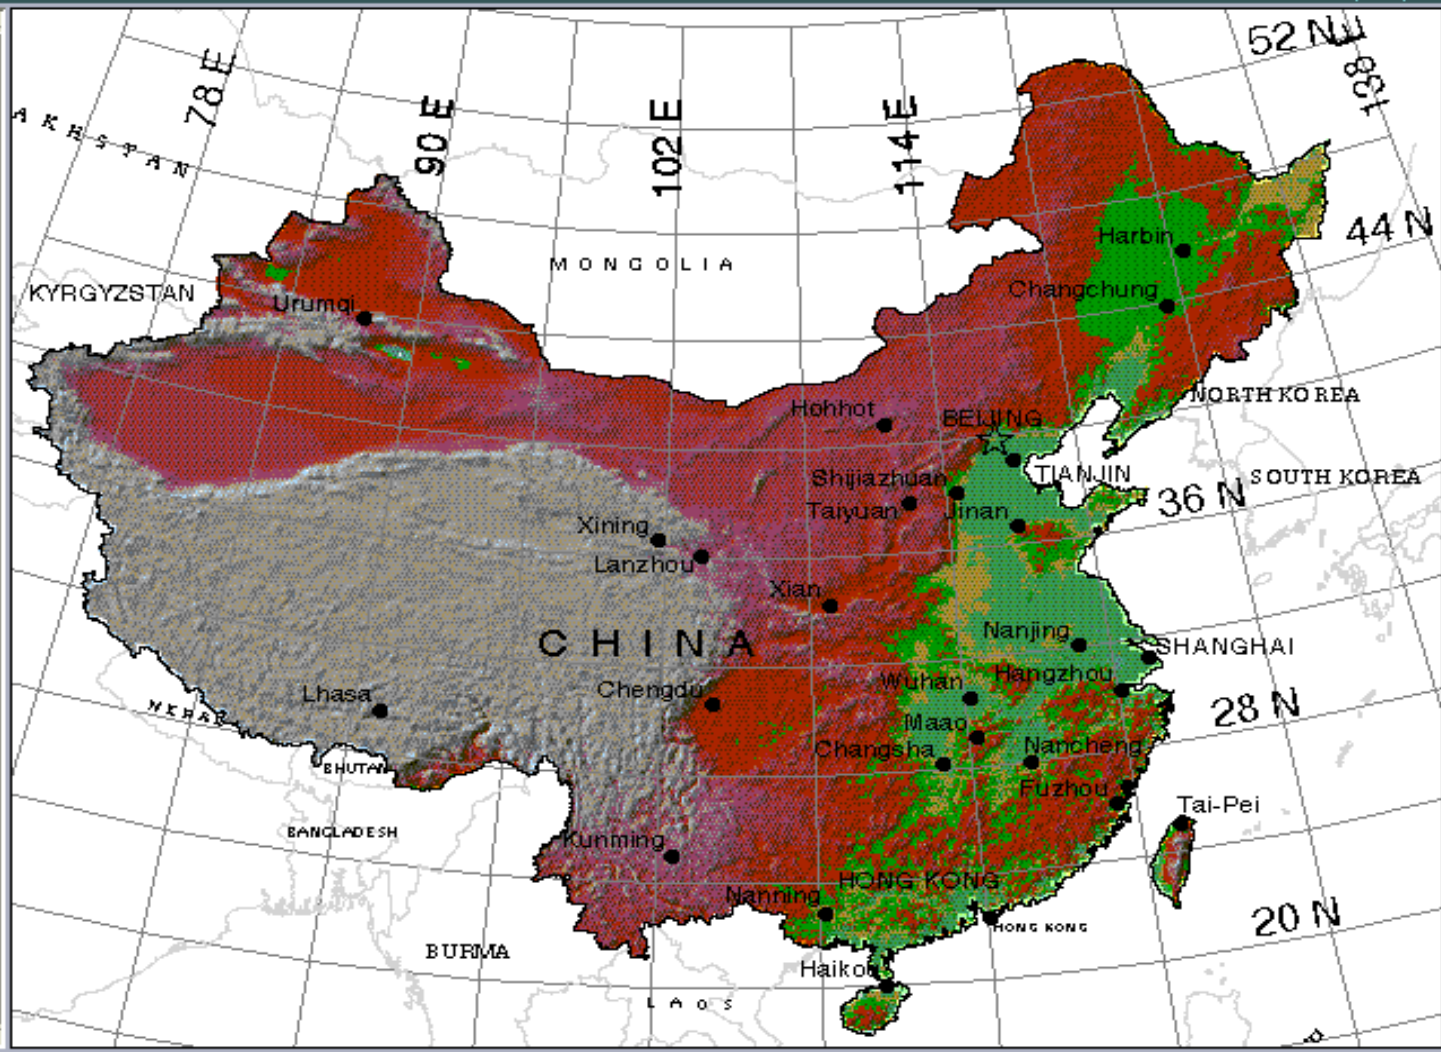 52 N
138 E
78 E
90 E
102 E
114 E
AKHSTAN
44 N
Harbin
MONGOLIA
KYRGYZSTAN
Changchung
Urumqi
NORTH KOREA
Hohhot
BEIJING
TIANJIN
SOUTH KOREA
Shijiazhuan
36 N
Taiyuan
Jinan
Xining
Lanzhou
Xian
CHINA
Nanjing
SHANGHAI
Hangzhou
Wuhan
Chengdu
Lhasa
28 N
Maao
Changsha
Nancheng
BHUTAN
Fuzhou
Tai-Pei
BANGLADESH
Kunming
HONG KONG
Nanning
20 N
HONG KONG
BURMA
Haikou
LAOS